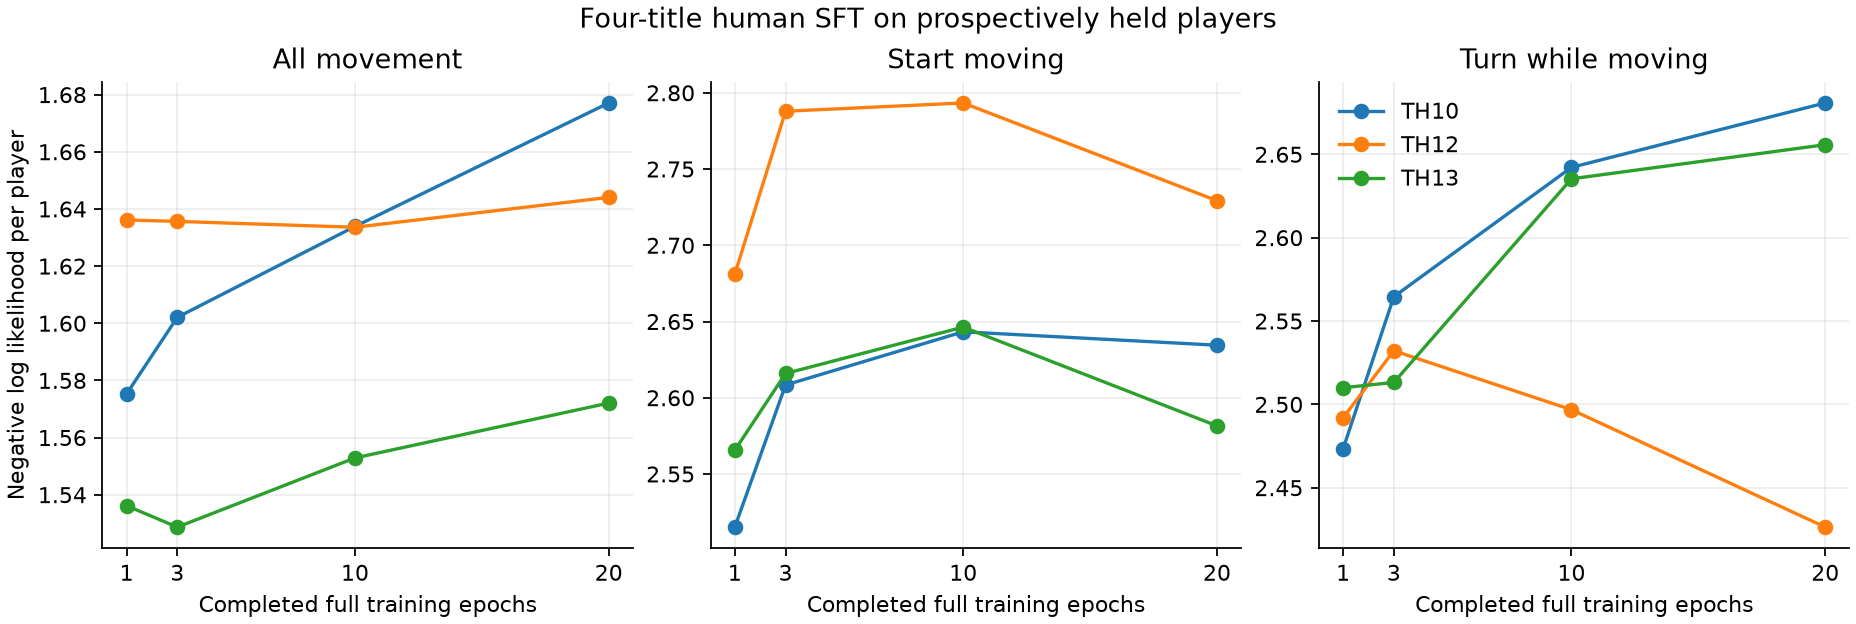 Four-title human SFT on prospectively held players
All movement
Negative log likelihood per player
1.68
1.66
1.64
1.62
1.60
1.58
1.56
1.54
1 3 10 20
Completed full training epochs
Start moving
2.80
2.75
2.70
2.65
2.60
2.55
1 3 10 20
Completed full training epochs
Turn while moving
TH10
TH12
TH13
2.65
2.60
2.55
2.50
2.45
1 3 10 20
Completed full training epochs